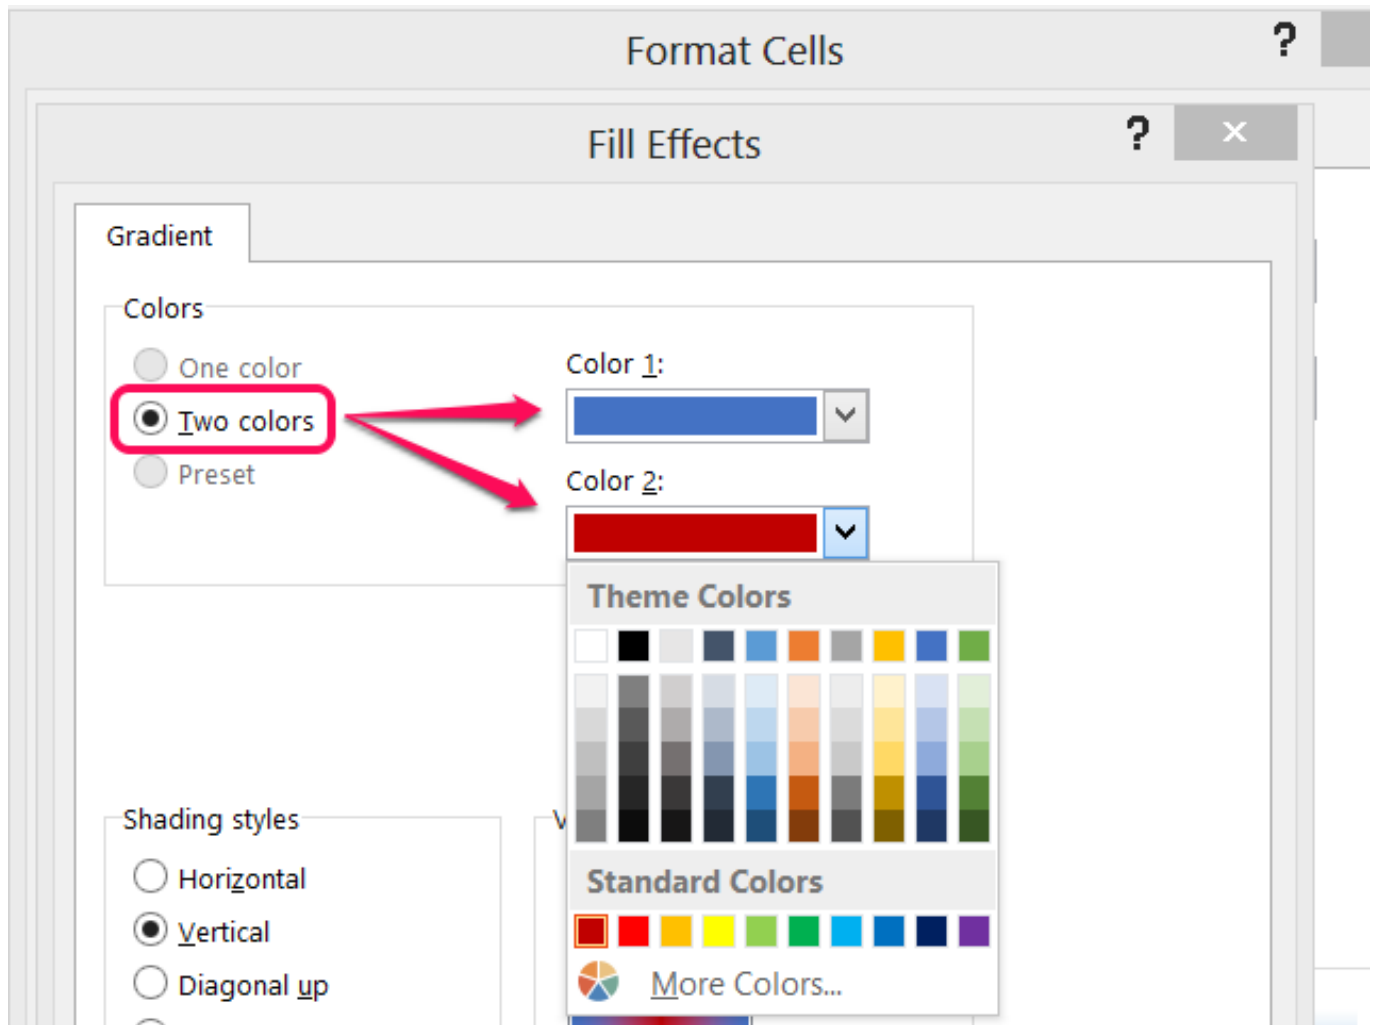 Format Cells
?
Fill Effects
?
Gradient
Colors
One color
Two colors
Preset
Color 1:
Color 2:
Theme Colors
Standard Colors
More Colors...
Shading styles
Horizontal
Vertical
Diagonal up